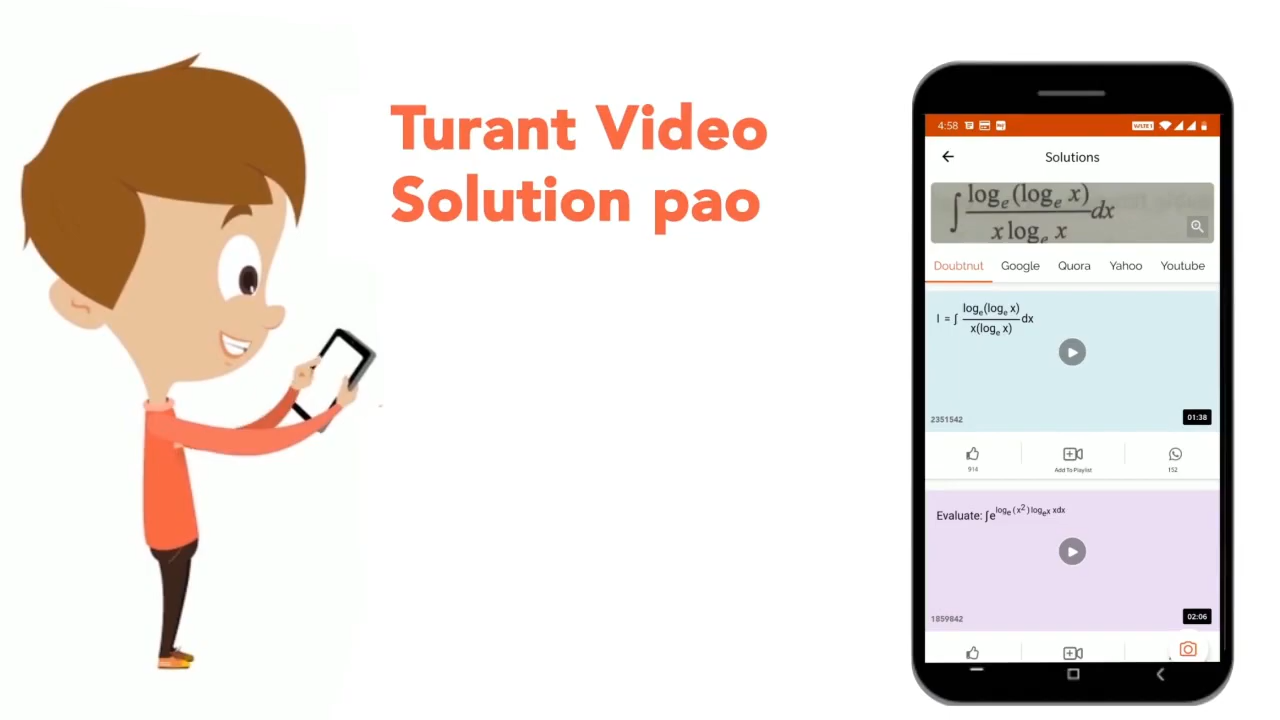 Turant Video
Solution pao
4:58
Solutions
∫ logₑ(logₑ x) / x logₑ x dx
Doubtnut Google Quora Yahoo Youtube
I = ∫ logₑ(logₑ x) / x(logₑ x) dx
2351542 01:38
914 Add To Playlist 152
Evaluate: ∫e^logₑ(x²)logₑx xdx
1859842 02:06